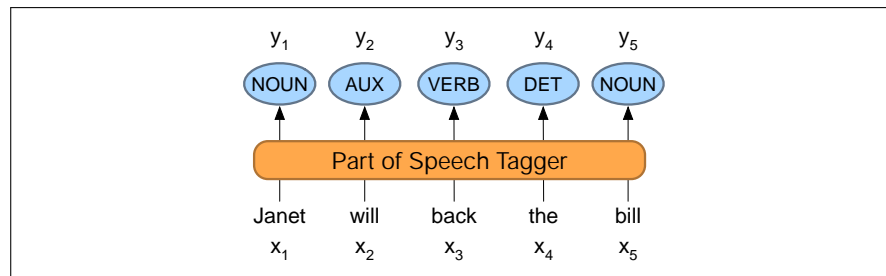 y1 y2 y3 y4 y5
NOUN AUX VERB DET NOUN
Part of Speech Tagger
Janet will back the bill
x1 x2 x3 x4 x5